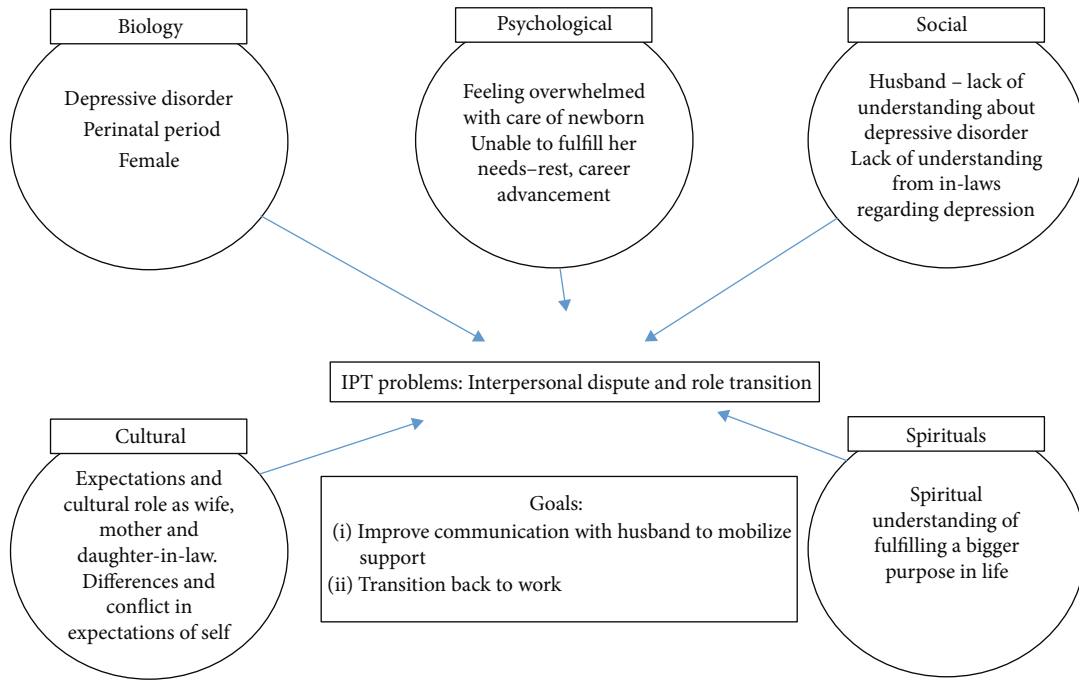 Biology
Depressive disorder
Perinatal period
Female
Psychological
Feeling overwhelmed
with care of newborn
Unable to fulfill her
needs–rest, career
advancement
Social
Husband – lack of
understanding about
depressive disorder
Lack of understanding
from in-laws
regarding depression
IPT problems: Interpersonal dispute and role transition
Cultural
Expectations and
cultural role as wife,
mother and
daughter-in-law.
Differences and
conflict in
expectations of self
Goals:
(i) Improve communication with husband to mobilize
support
(ii) Transition back to work
Spirituals
Spiritual
understanding of
fulfilling a bigger
purpose in life